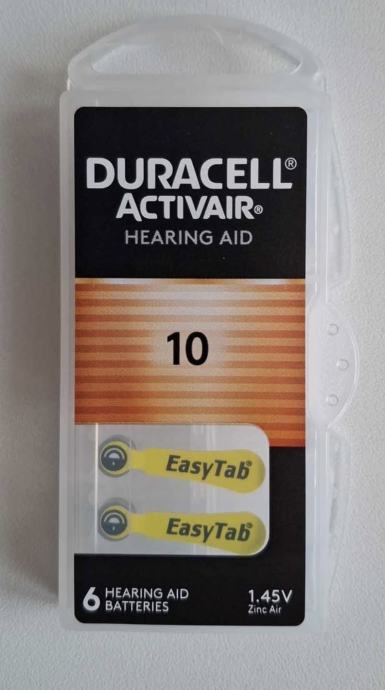 DURACELL®
ACTIVAIR®
HEARING AID
10
EasyTab®
EasyTab®
6 HEARING AID
BATTERIES
1.45V
Zinc Air